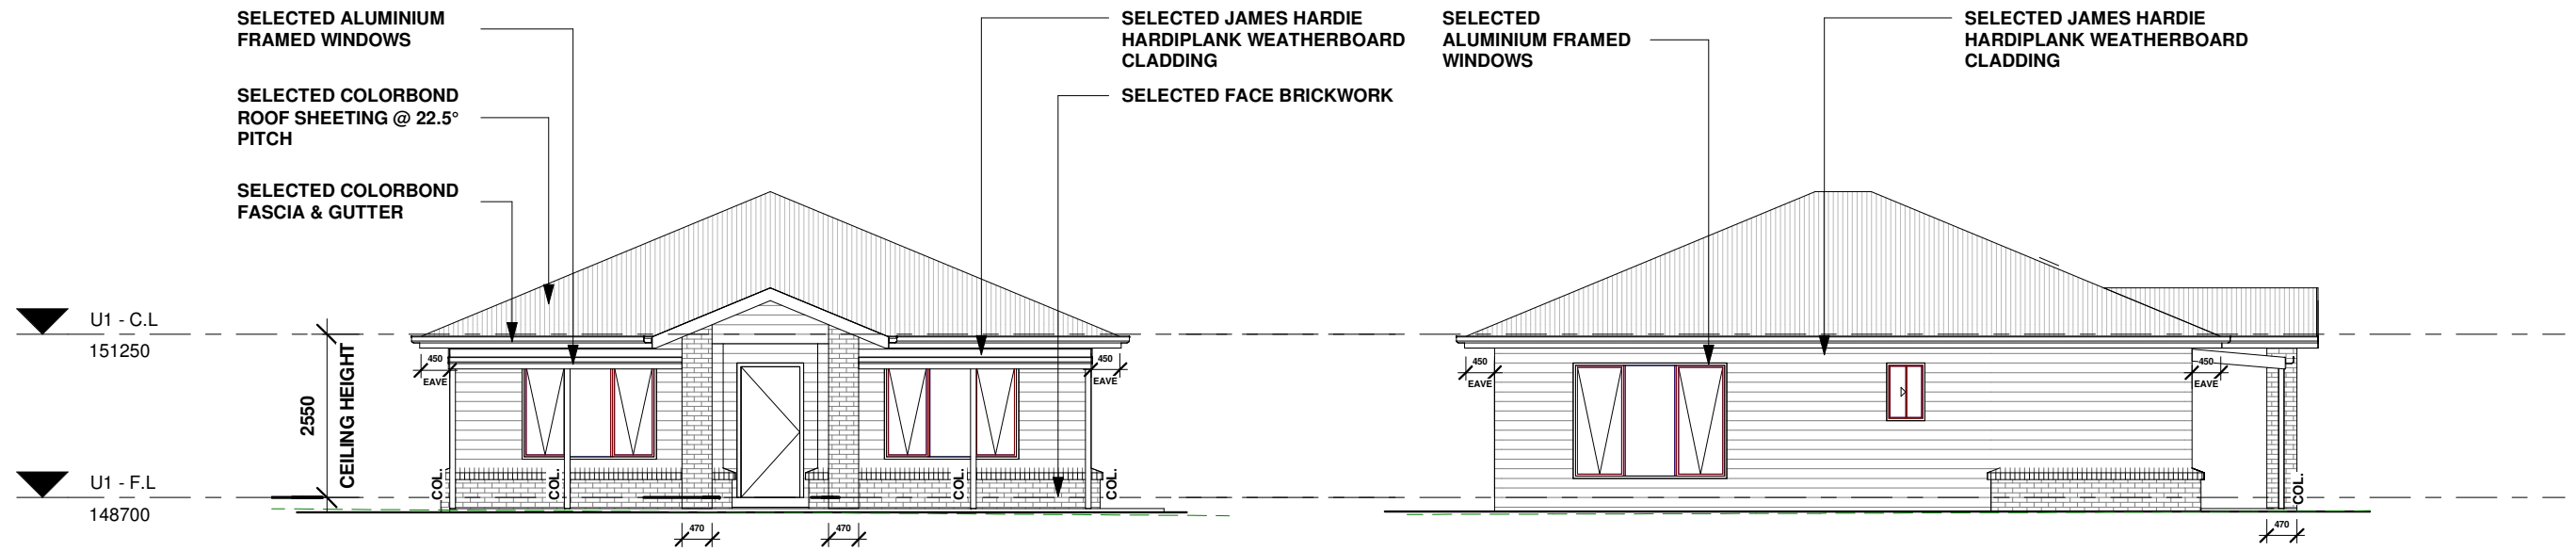 SELECTED ALUMINIUM
FRAMED WINDOWS
SELECTED COLORBOND
ROOF SHEETING @ 22.5°
PITCH
SELECTED COLORBOND
FASCIA & GUTTER
SELECTED JAMES HARDIE
HARDIPLANK WEATHERBOARD
CLADDING
SELECTED FACE BRICKWORK
SELECTED
ALUMINIUM FRAMED
WINDOWS
SELECTED JAMES HARDIE
HARDIPLANK WEATHERBOARD
CLADDING
U1 - C.L
151250
2550
CEILING HEIGHT
U1 - F.L
148700
450
EAVE
450
EAVE
COL.
COL.
COL.
COL.
470
470
450
EAVE
450
EAVE
COL.
470